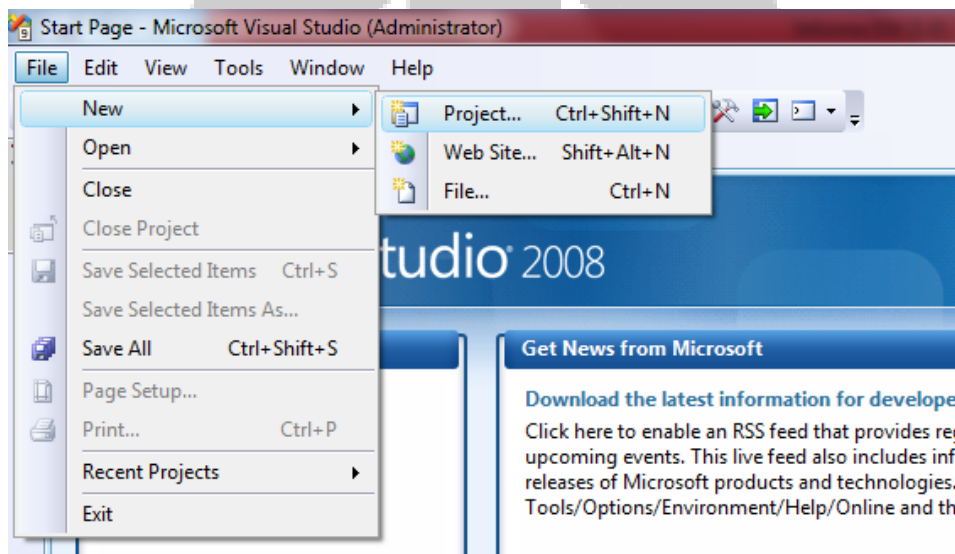 Start Page - Microsoft Visual Studio (Administrator)
File Edit View Tools Window Help
New
Project... Ctrl+Shift+N
Open
Web Site... Shift+Alt+N
Close
File... Ctrl+N
Close Project
tudio 2008
Save Selected Items Ctrl+S
Save Selected Items As...
Save All Ctrl+Shift+S
Get News from Microsoft
Page Setup...
Download the latest information for develope
Print... Ctrl+P
Click here to enable an RSS feed that provides reg
upcoming events. This live feed also includes inf
Recent Projects
releases of Microsoft products and technologies.
Tools/Options/Environment/Help/Online and th
Exit